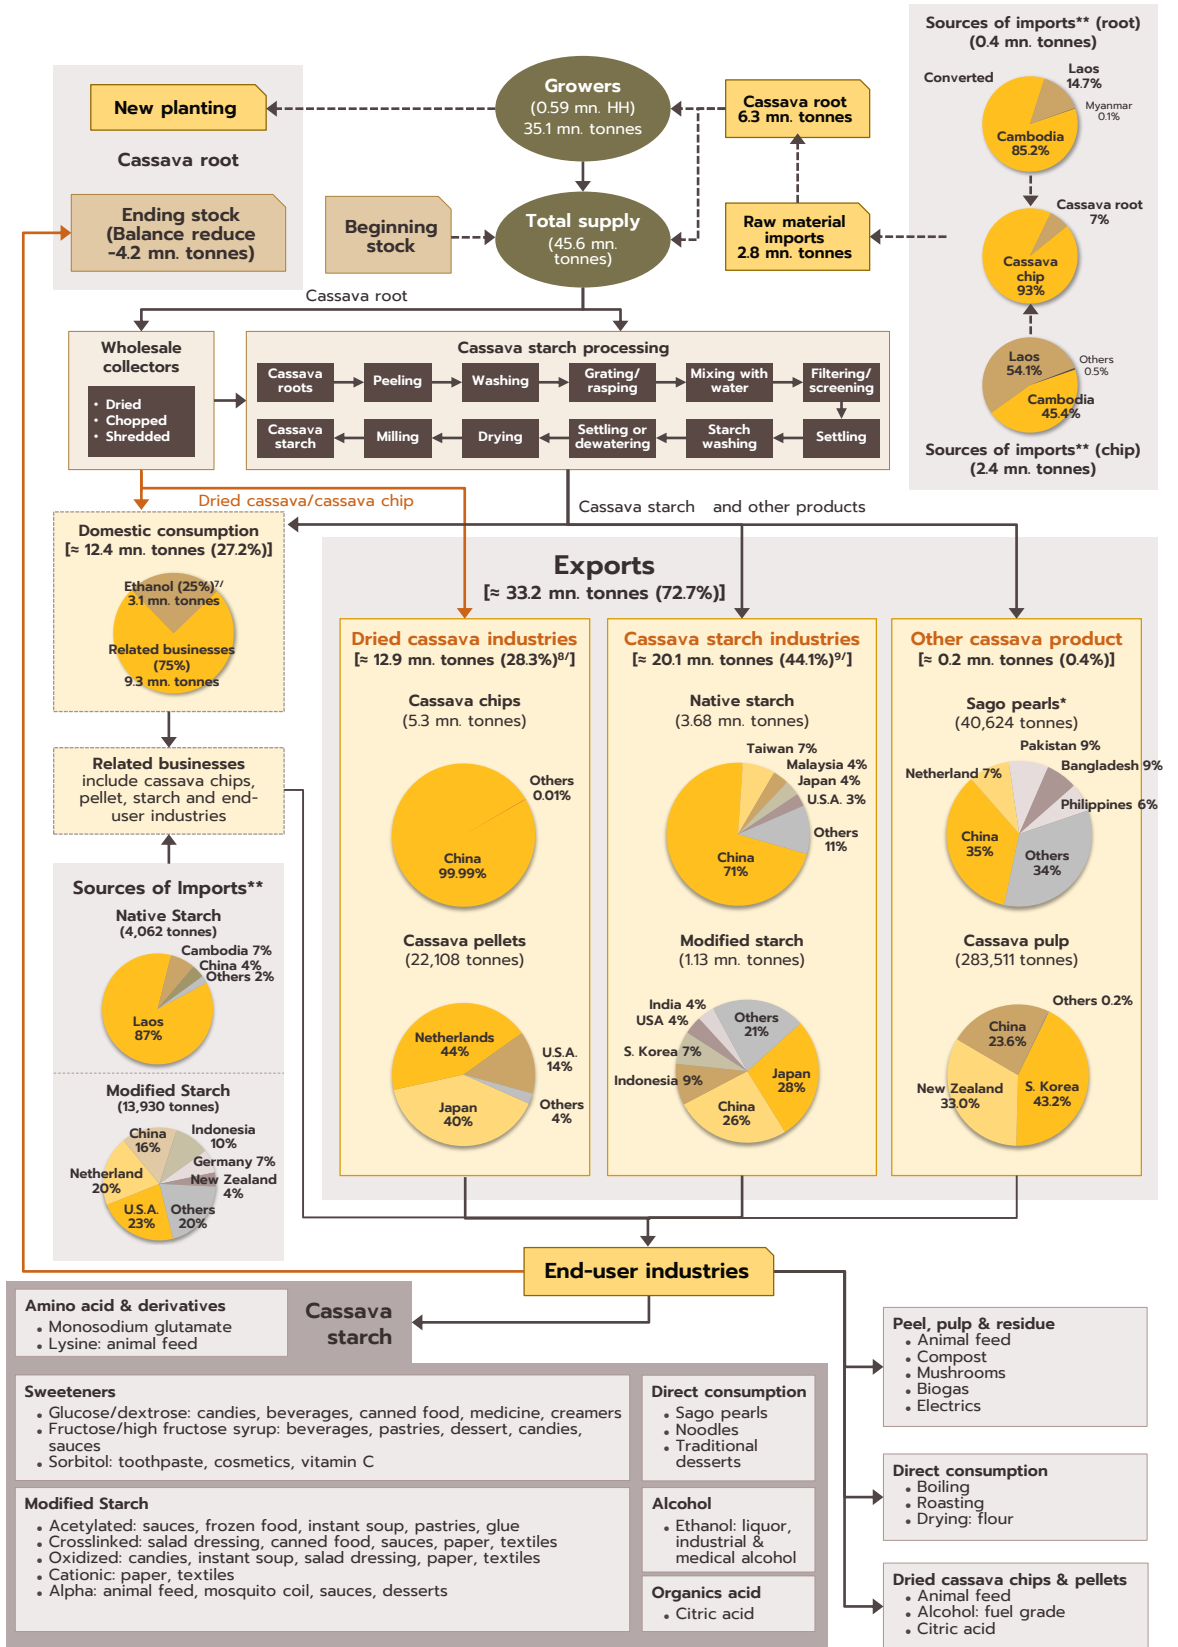 Sources of imports** (root)
(0.4 mn. tonnes)
Converted
Laos
14.7%
Myanmar
0.1%
Cambodia
85.2%
Growers
(0.59 mn. HH)
35.1 mn. tonnes
New planting
Cassava root
6.3 mn. tonnes
Cassava root
Ending stock
(Balance reduce
-4.2 mn. tonnes)
Beginning
stock
Total supply
(45.6 mn.
tonnes)
Raw material
imports
2.8 mn. tonnes
Cassava root
7%
Cassava
chip
93%
Cassava root
Wholesale
collectors
• Dried
• Chopped
• Shredded
Cassava starch processing
Cassava
roots
Peeling
Washing
Grating/
rasping
Mixing with
water
Filtering/
screening
Cassava
starch
Milling
Drying
Settling or
dewatering
Starch
washing
Settling
Laos
54.1%
Others
0.5%
Cambodia
45.4%
Sources of imports** (chip)
(2.4 mn. tonnes)
Dried cassava/cassava chip
Cassava starch and other products
Domestic consumption
[≈ 12.4 mn. tonnes (27.2%)]
Ethanol (25%)7/
3.1 mn. tonnes
Related businesses
(75%)
9.3 mn. tonnes
Related businesses
include cassava chips,
pellet, starch and end-
user industries
Sources of Imports**
Native Starch
(4,062 tonnes)
Cambodia 7%
China 4%
Others 2%
Laos
87%
Modified Starch
(13,930 tonnes)
China
16%
Indonesia
10%
Germany 7%
New Zealand
4%
Netherland
20%
U.S.A.
23%
Others
20%
Exports
[≈ 33.2 mn. tonnes (72.7%)]
Dried cassava industries
[≈ 12.9 mn. tonnes (28.3%)8/]
Cassava chips
(5.3 mn. tonnes)
Others
0.01%
China
99.99%
Cassava pellets
(22,108 tonnes)
Netherlands
44%
U.S.A.
14%
Others
4%
Japan
40%
Cassava starch industries
[≈ 20.1 mn. tonnes (44.1%)9/]
Native starch
(3.68 mn. tonnes)
Taiwan 7%
Malaysia 4%
Japan 4%
U.S.A. 3%
Others
11%
China
71%
Modified starch
(1.13 mn. tonnes)
India 4%
USA 4%
S. Korea 7%
Indonesia 9%
Others
21%
Japan
28%
China
26%
Other cassava product
[≈ 0.2 mn. tonnes (0.4%)]
Sago pearls*
(40,624 tonnes)
Pakistan 9%
Bangladesh 9%
Netherland 7%
Philippines 6%
China
35%
Others
34%
Cassava pulp
(283,511 tonnes)
Others 0.2%
China
23.6%
New Zealand
33.0%
S. Korea
43.2%
End-user industries
Cassava
starch
Amino acid & derivatives
• Monosodium glutamate
• Lysine: animal feed
Sweeteners
• Glucose/dextrose: candies, beverages, canned food, medicine, creamers
• Fructose/high fructose syrup: beverages, pastries, dessert, candies,
sauces
• Sorbitol: toothpaste, cosmetics, vitamin C
Direct consumption
• Sago pearls
• Noodles
• Traditional
desserts
Modified Starch
• Acetylated: sauces, frozen food, instant soup, pastries, glue
• Crosslinked: salad dressing, canned food, sauces, paper, textiles
• Oxidized: candies, instant soup, salad dressing, paper, textiles
• Cationic: paper, textiles
• Alpha: animal feed, mosquito coil, sauces, desserts
Alcohol
• Ethanol: liquor,
industrial &
medical alcohol
Organics acid
• Citric acid
Peel, pulp & residue
• Animal feed
• Compost
• Mushrooms
• Biogas
• Electrics
Direct consumption
• Boiling
• Roasting
• Drying: flour
Dried cassava chips & pellets
• Animal feed
• Alcohol: fuel grade
• Citric acid